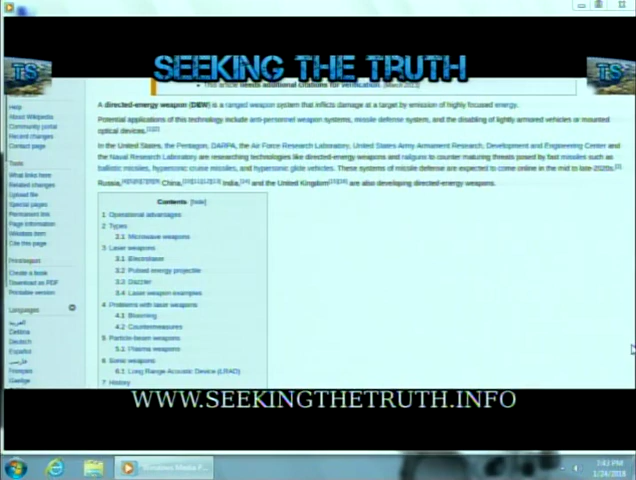 SEEKING THE TRUTH
TS
TS
This article needs additional citations for verification. (March 2013)
A directed-energy weapon (DEW) is a ranged weapon system that inflicts damage at a target by emission of highly focused energy.
Potential applications of this technology include anti-personnel weapon systems, missile defense system, and the disabling of lightly armored vehicles or mounted
optical devices.[1][2]
In the United States, the Pentagon, DARPA, the Air Force Research Laboratory, United States Army Armament Research, Development and Engineering Center and
the Naval Research Laboratory are researching technologies like directed-energy weapons and railguns to counter maturing threats posed by fast missiles such as
ballistic missiles, hypersonic cruise missiles, and hypersonic glide vehicles. These systems of missile defense are expected to come online in the mid to late-2020s.
Russia, China, India, and the United Kingdom are also developing directed-energy weapons.
Help
About Wikipedia
Community portal
Recent changes
Contact page
Tools
What links here
Related changes
Upload file
Special pages
Permanent link
Page information
Wikidata item
Cite this page
Print/export
Create a book
Download as PDF
Printable version
Languages
العربية
Čeština
Deutsch
Español
فارسی
Français
Gaeilge
Contents [hide]
1 Operational advantages
2 Types
2.1 Microwave weapons
3 Laser weapons
3.1 Electrolaser
3.2 Pulsed energy projectile
3.3 Dazzler
3.4 Laser weapon examples
4 Problems with laser weapons
4.1 Blooming
4.2 Countermeasures
5 Particle-beam weapons
5.1 Plasma weapons
6 Sonic weapons
6.1 Long Range Acoustic Device (LRAD)
7 History
WWW.SEEKINGTHETRUTH.INFO
Windows Media P...
7:43 PM
1/24/2018